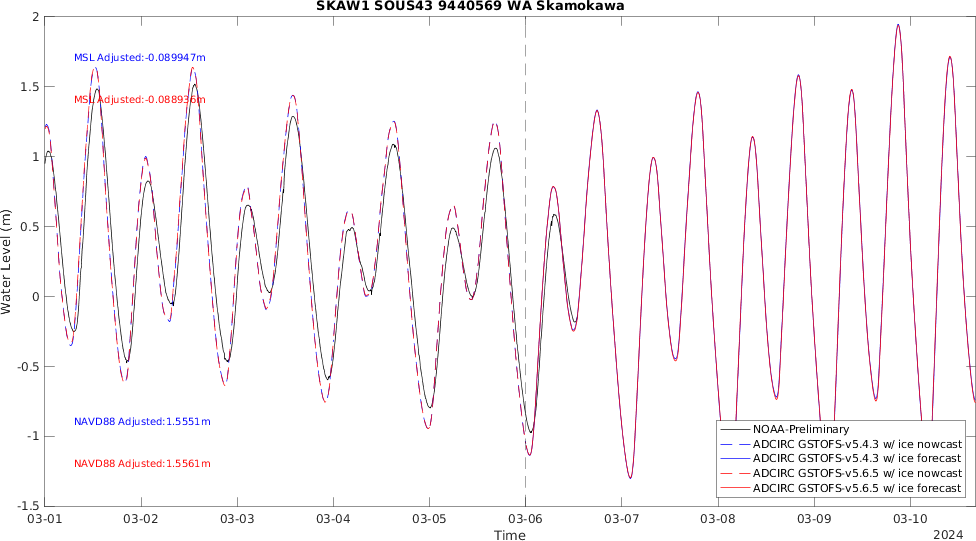 SKAW1 SOUS43 9440569 WA Skamokawa
MSL Adjusted:-0.089947m
MSL Adjusted:-0.088936m
NAVD88 Adjusted:1.5551m
NAVD88 Adjusted:1.5561m
Water Level (m)
2
1.5
1
0.5
0
-0.5
-1
-1.5
NOAA-Preliminary
ADCIRC GSTOFS-v5.4.3 w/ ice nowcast
ADCIRC GSTOFS-v5.4.3 w/ ice forecast
ADCIRC GSTOFS-v5.6.5 w/ ice nowcast
ADCIRC GSTOFS-v5.6.5 w/ ice forecast
03-01 03-02 03-03 03-04 03-05 03-06 03-07 03-08 03-09 03-10
Time
2024